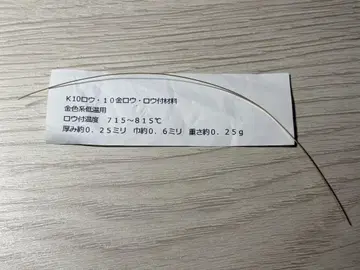 K10ロウ・10金ロウ・ロウ付材料
金色系低温用
ロウ付温度 715~815℃
厚み約0.25ミリ 巾約0.6ミリ 重さ約0.25g